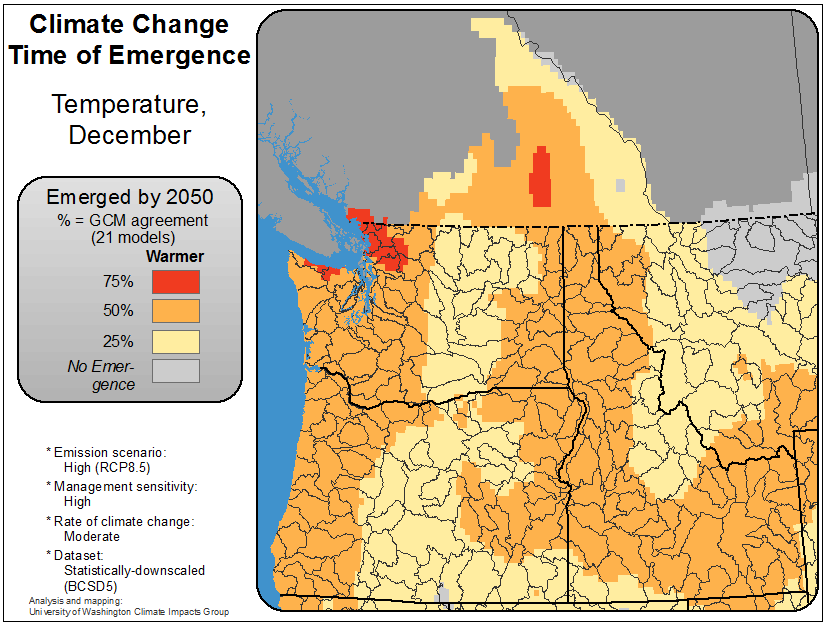 Climate Change
Time of Emergence
Temperature,
December
Emerged by 2050
% = GCM agreement
(21 models)
Warmer
75%
50%
25%
No Emer-
gence
* Emission scenario:
High (RCP8.5)
* Management sensitivity:
High
* Rate of climate change:
Moderate
* Dataset:
Statistically-downscaled
(BCSD5)
Analysis and mapping:
University of Washington Climate Impacts Group